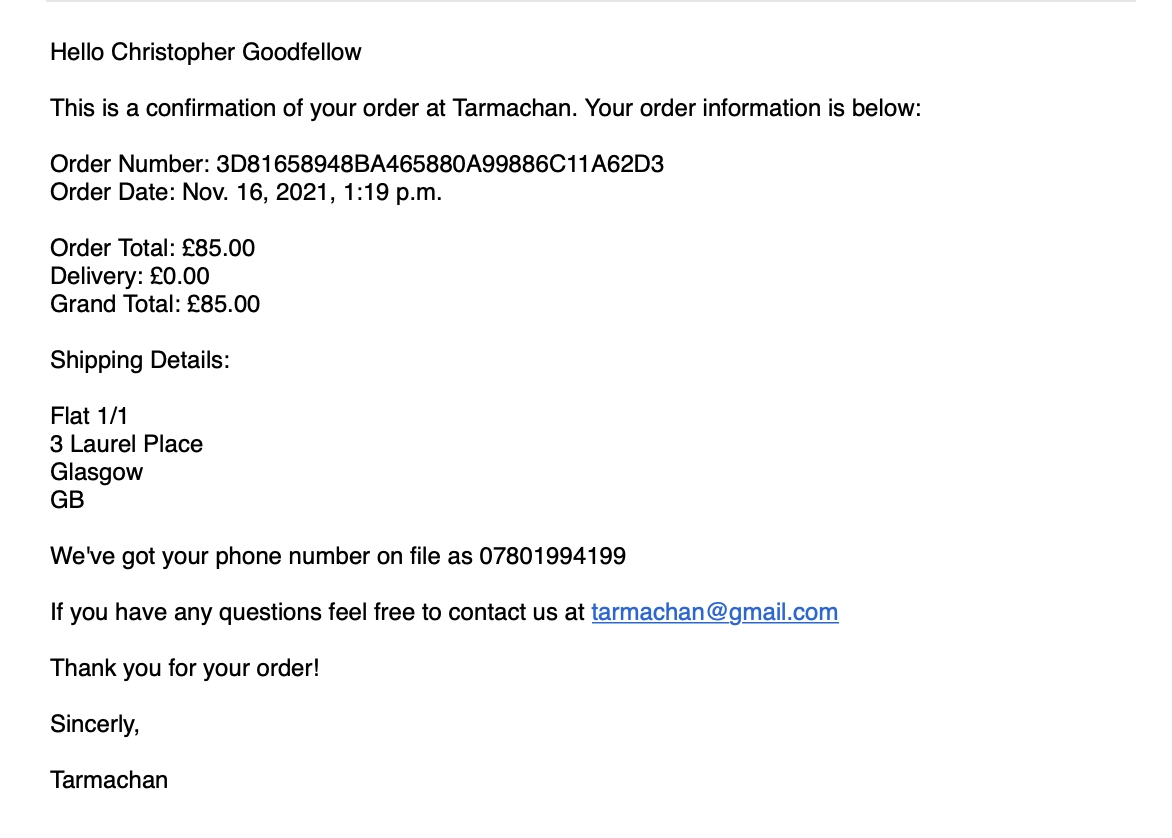 Hello Christopher Goodfellow
This is a confirmation of your order at Tarmachan. Your order information is below:
Order Number: 3D81658948BA465880A99886C11A62D3
Order Date: Nov. 16, 2021, 1:19 p.m.
Order Total: £85.00
Delivery: £0.00
Grand Total: £85.00
Shipping Details:
Flat 1/1
3 Laurel Place
Glasgow
GB
We've got your phone number on file as 07801994199
If you have any questions feel free to contact us at tarmachan@gmail.com
Thank you for your order!
Sincerly,
Tarmachan